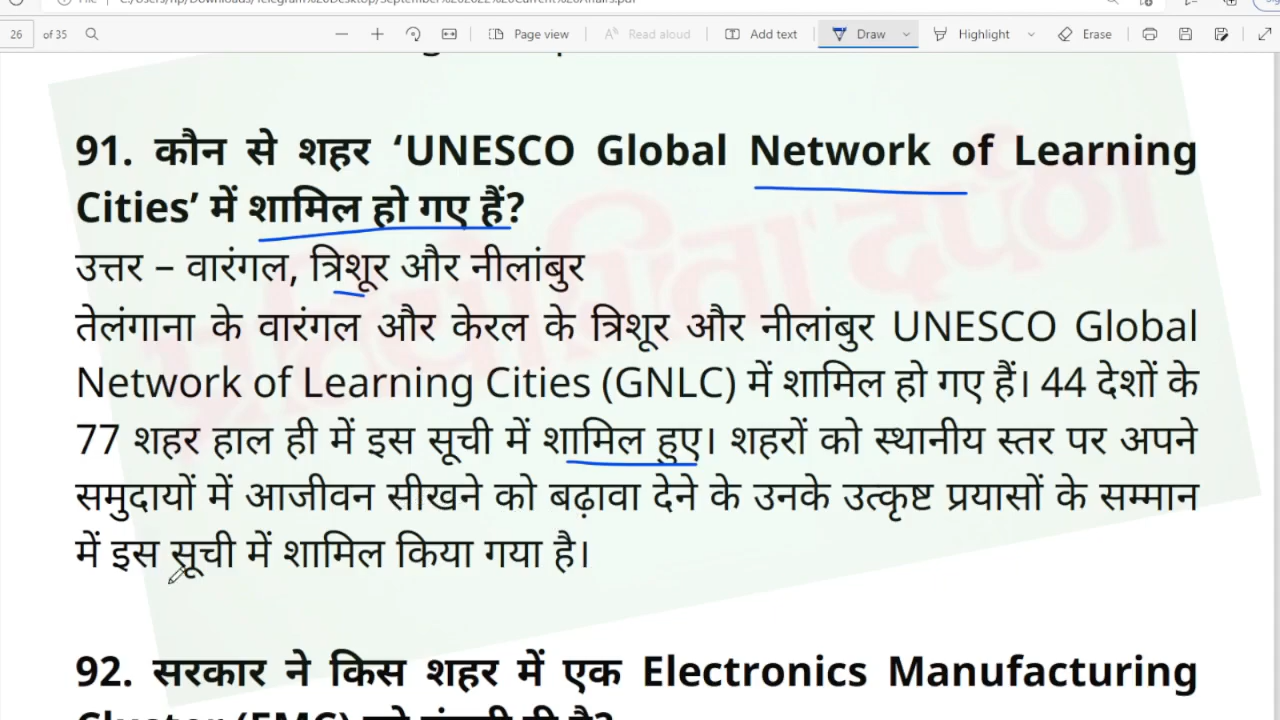 26 of 35 Page view Read aloud Add text Draw Highlight Erase
91. कौन से शहर ‘UNESCO Global Network of Learning
Cities’ में शामिल हो गए हैं?
उत्तर – वारंगल, त्रिशूर और नीलांबुर
तेलंगाना के वारंगल और केरल के त्रिशूर और नीलांबुर UNESCO Global
Network of Learning Cities (GNLC) में शामिल हो गए हैं। 44 देशों के
77 शहर हाल ही में इस सूची में शामिल हुए। शहरों को स्थानीय स्तर पर अपने
समुदायों में आजीवन सीखने को बढ़ावा देने के उनके उत्कृष्ट प्रयासों के सम्मान
में इस सूची में शामिल किया गया है।
92. सरकार ने किस शहर में एक Electronics Manufacturing